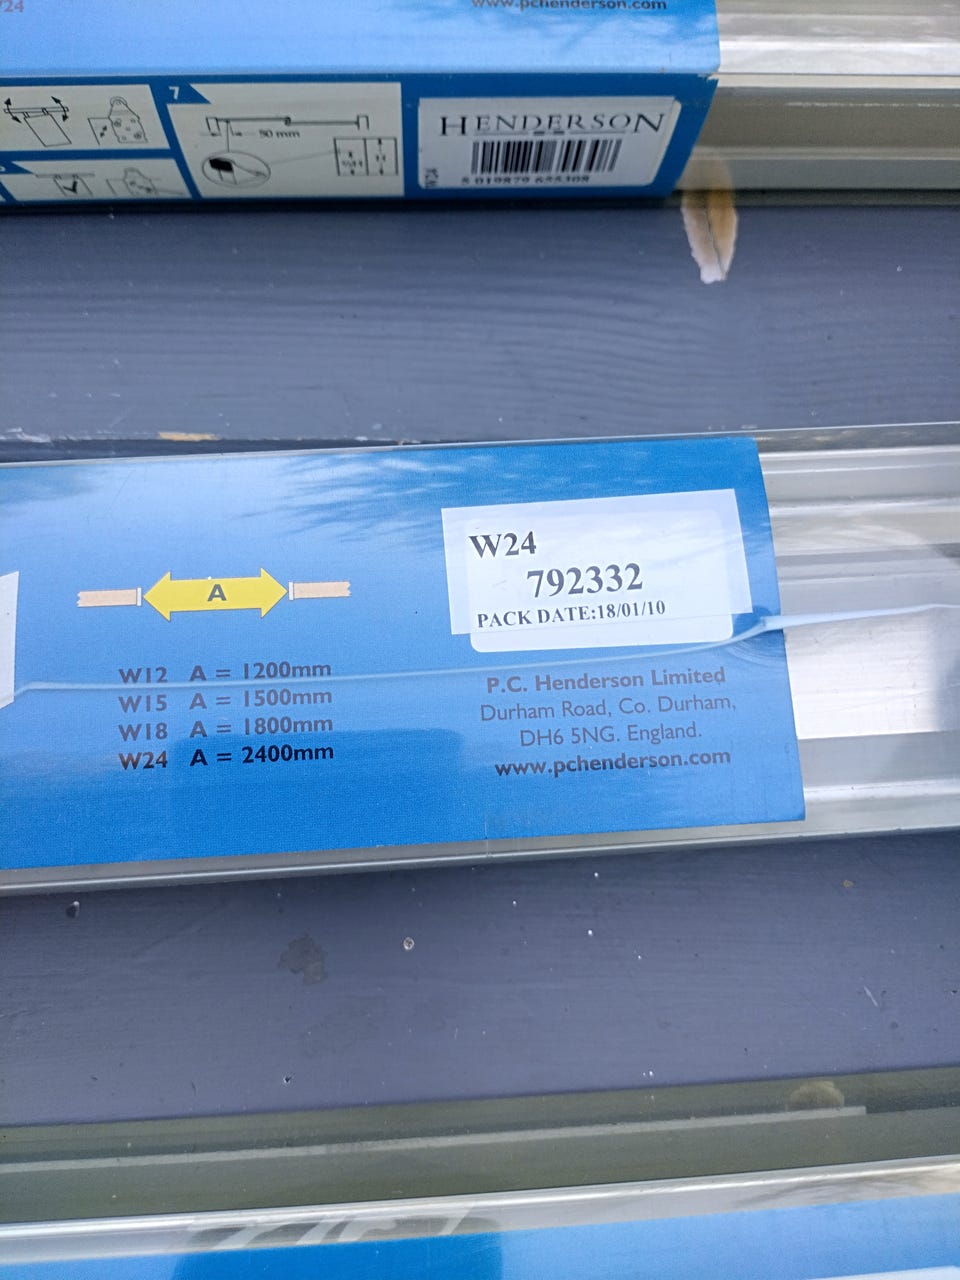 www.pchenderson.com
7
50 mm
HENDERSON
W24
792332
PACK DATE:18/01/10
A
W12 A = 1200mm
W15 A = 1500mm
W18 A = 1800mm
W24 A = 2400mm
P.C. Henderson Limited
Durham Road, Co. Durham,
DH6 5NG. England.
www.pchenderson.com